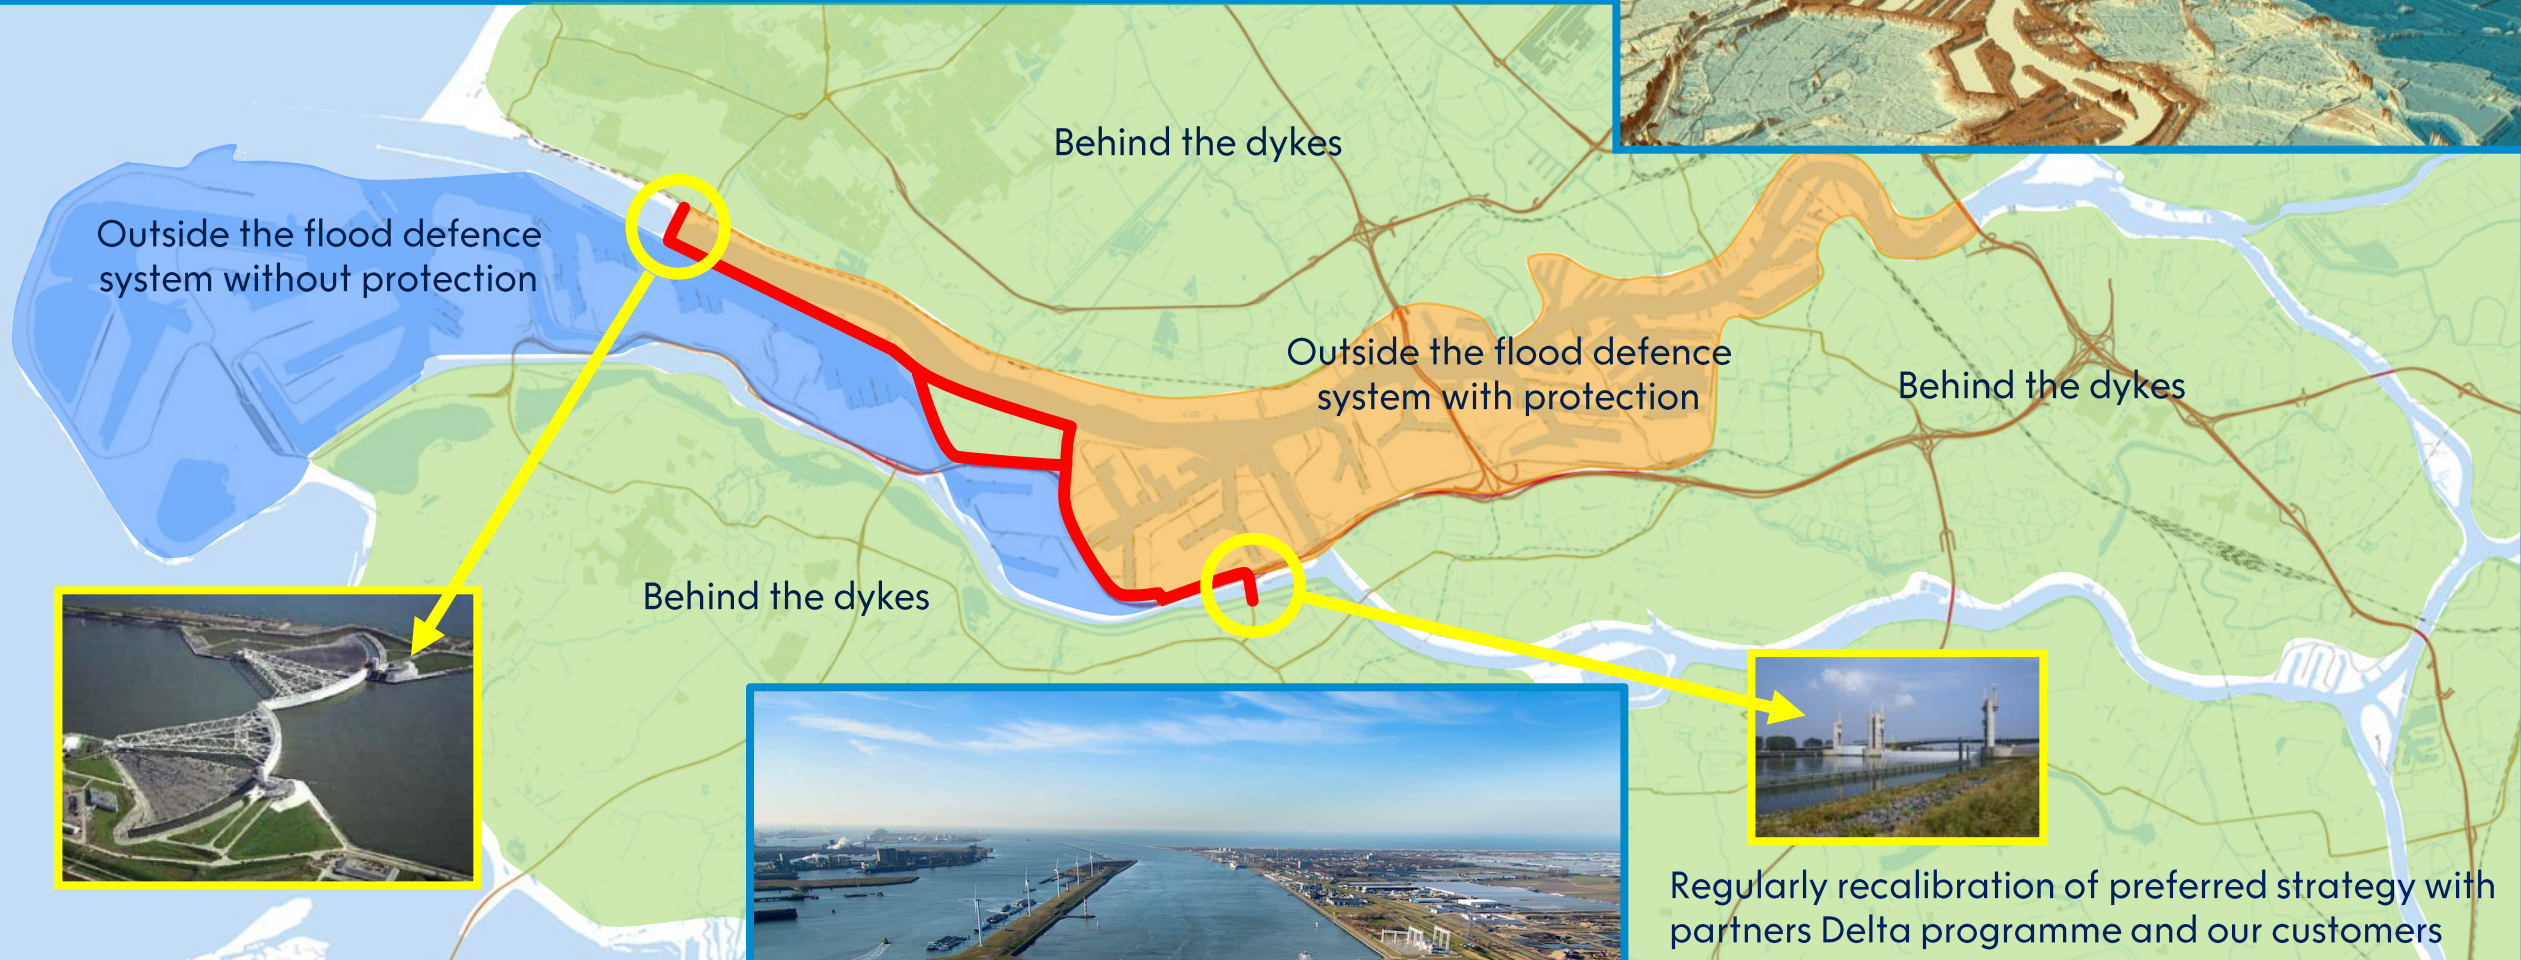 Behind the dykes
Outside the flood defence
system without protection
Outside the flood defence
system with protection
Behind the dykes
Behind the dykes
Regularly recalibration of preferred strategy with
partners Delta programme and our customers